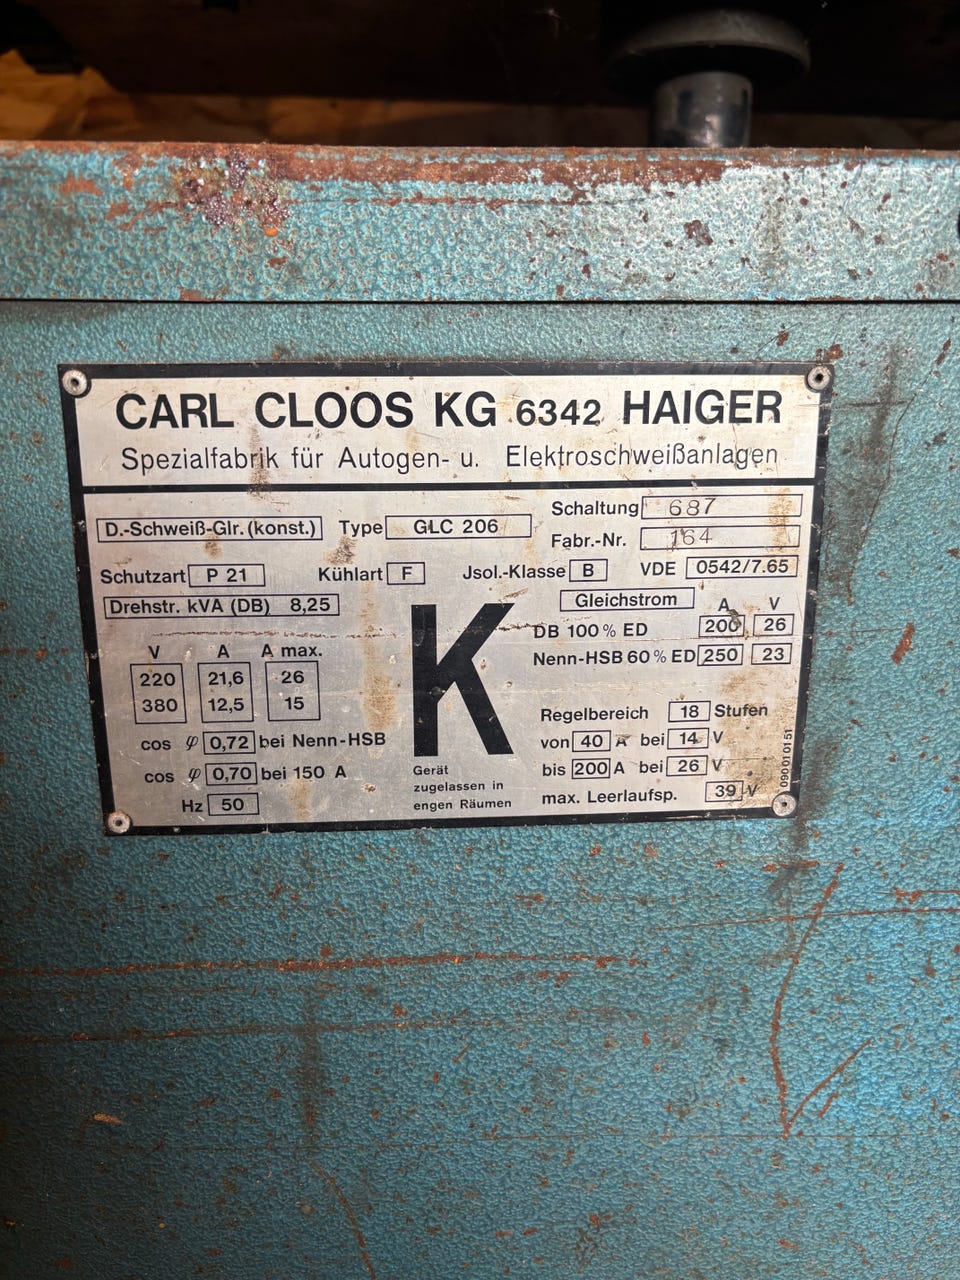 CARL CLOOS KG 6342 HAIGER
Spezialfabrik für Autogen- u. Elektroschweißanlagen
D.-Schweiß-Glr. (konst.) Type GLC 206
Schaltung 687
Fabr.-Nr. 164
Schutzart P 21 Kühlart F Jsol.-Klasse B VDE 0542/7.65
Drehstr. kVA (DB) 8,25
V A A max.
220 21,6 26
380 12,5 15
cos φ 0,72 bei Nenn-HSB
cos φ 0,70 bei 150 A
Hz 50
K
Gerät
zugelassen in
engen Räumen
Gleichstrom A V
DB 100 % ED 200 26
Nenn-HSB 60 % ED 250 23
Regelbereich 18 Stufen
von 40 A bei 14 V
bis 200 A bei 26 V
max. Leerlaufsp. 39 V
090 01 01 51